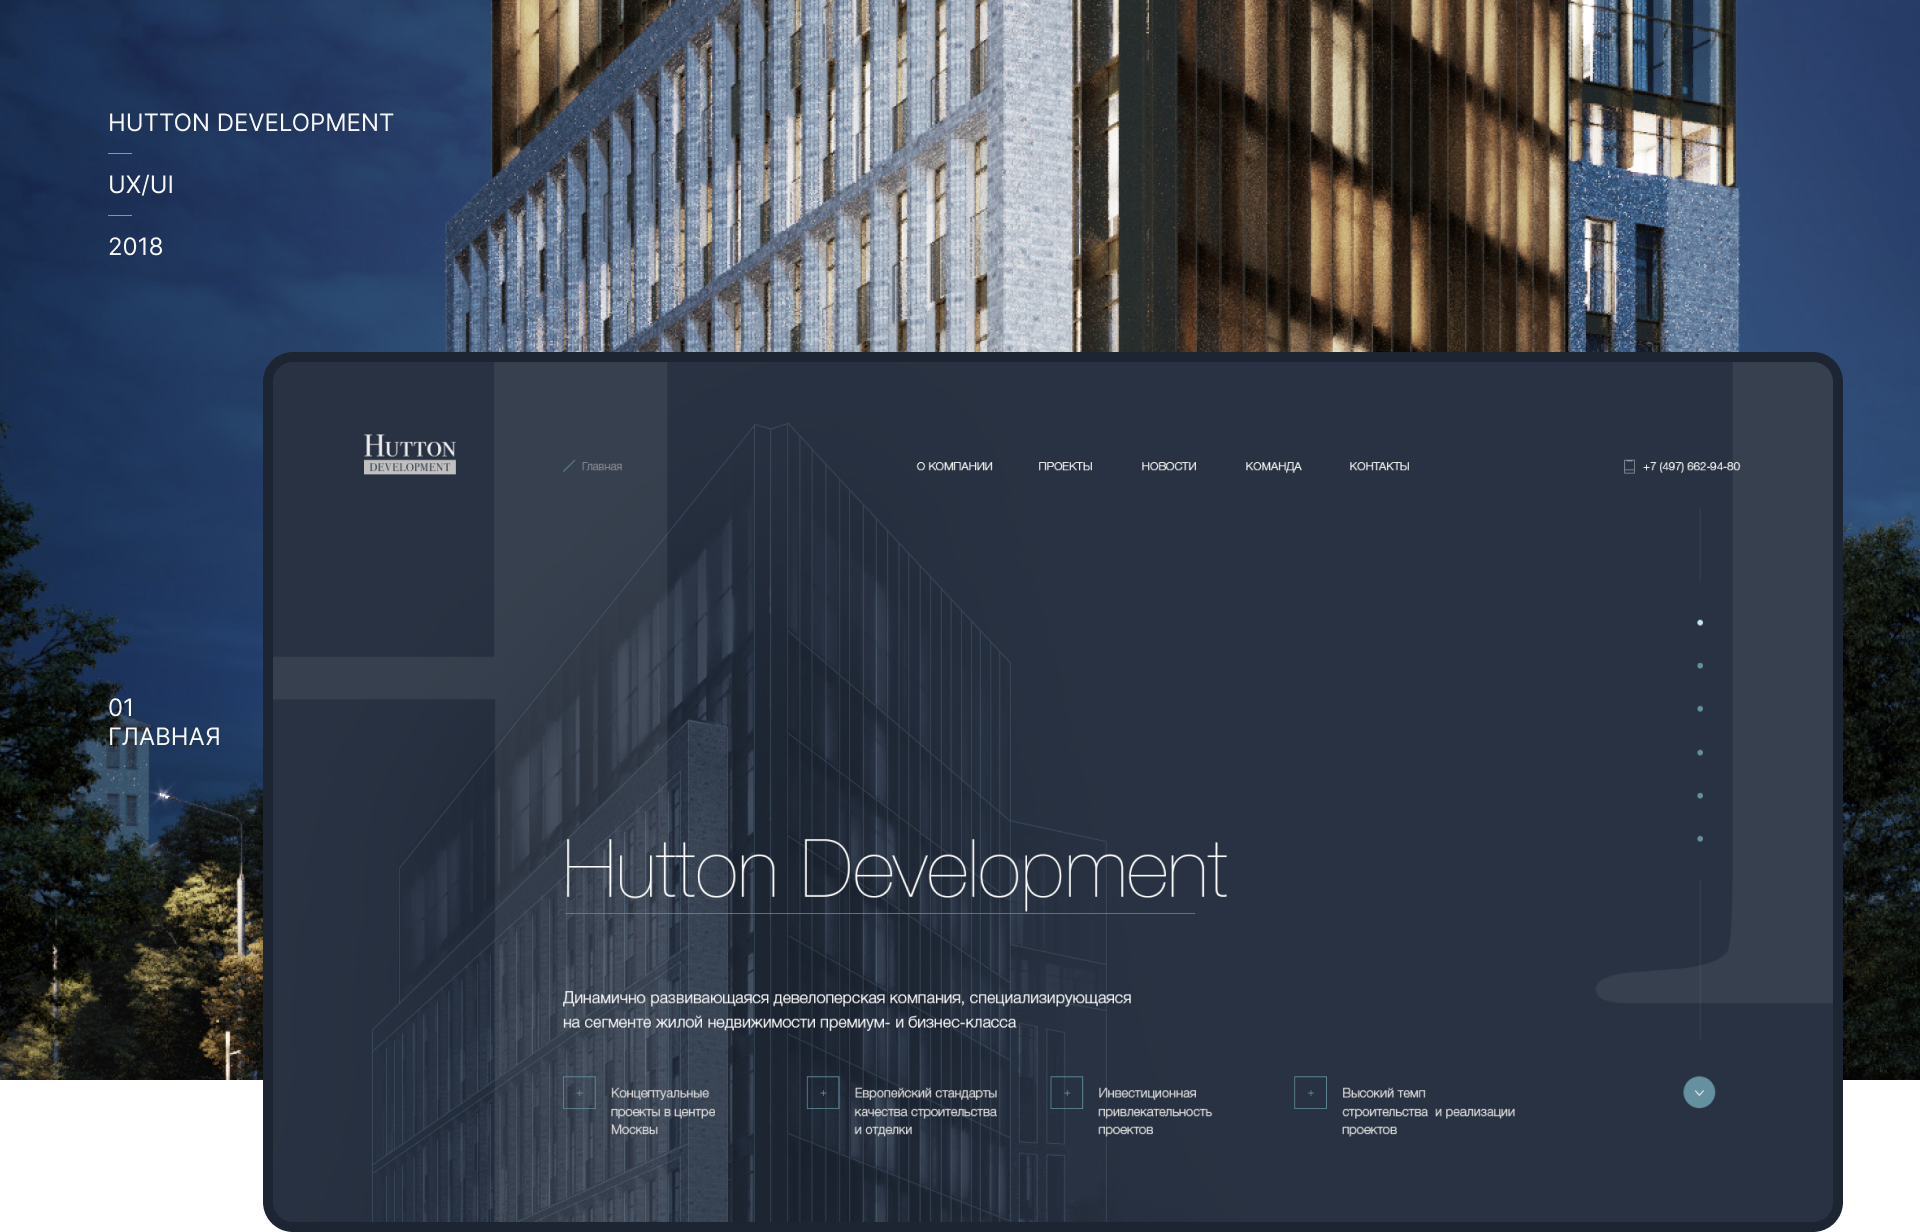 HUTTON DEVELOPMENT
UX/UI
2018
01
ГЛАВНАЯ
HUTTON
DEVELOPMENT
Главная
О КОМПАНИИ
ПРОЕКТЫ
НОВОСТИ
КОМАНДА
КОНТАКТЫ
+7 (497) 662-94-80
Hutton Development
Динамично развивающаяся девелоперская компания, специализирующаяся
на сегменте жилой недвижимости премиум- и бизнес-класса
Концептуальные
проекты в центре
Москвы
Европейский стандарты
качества строительства
и отделки
Инвестиционная
привлекательность
проектов
Высокий темп
строительства и реализации
проектов